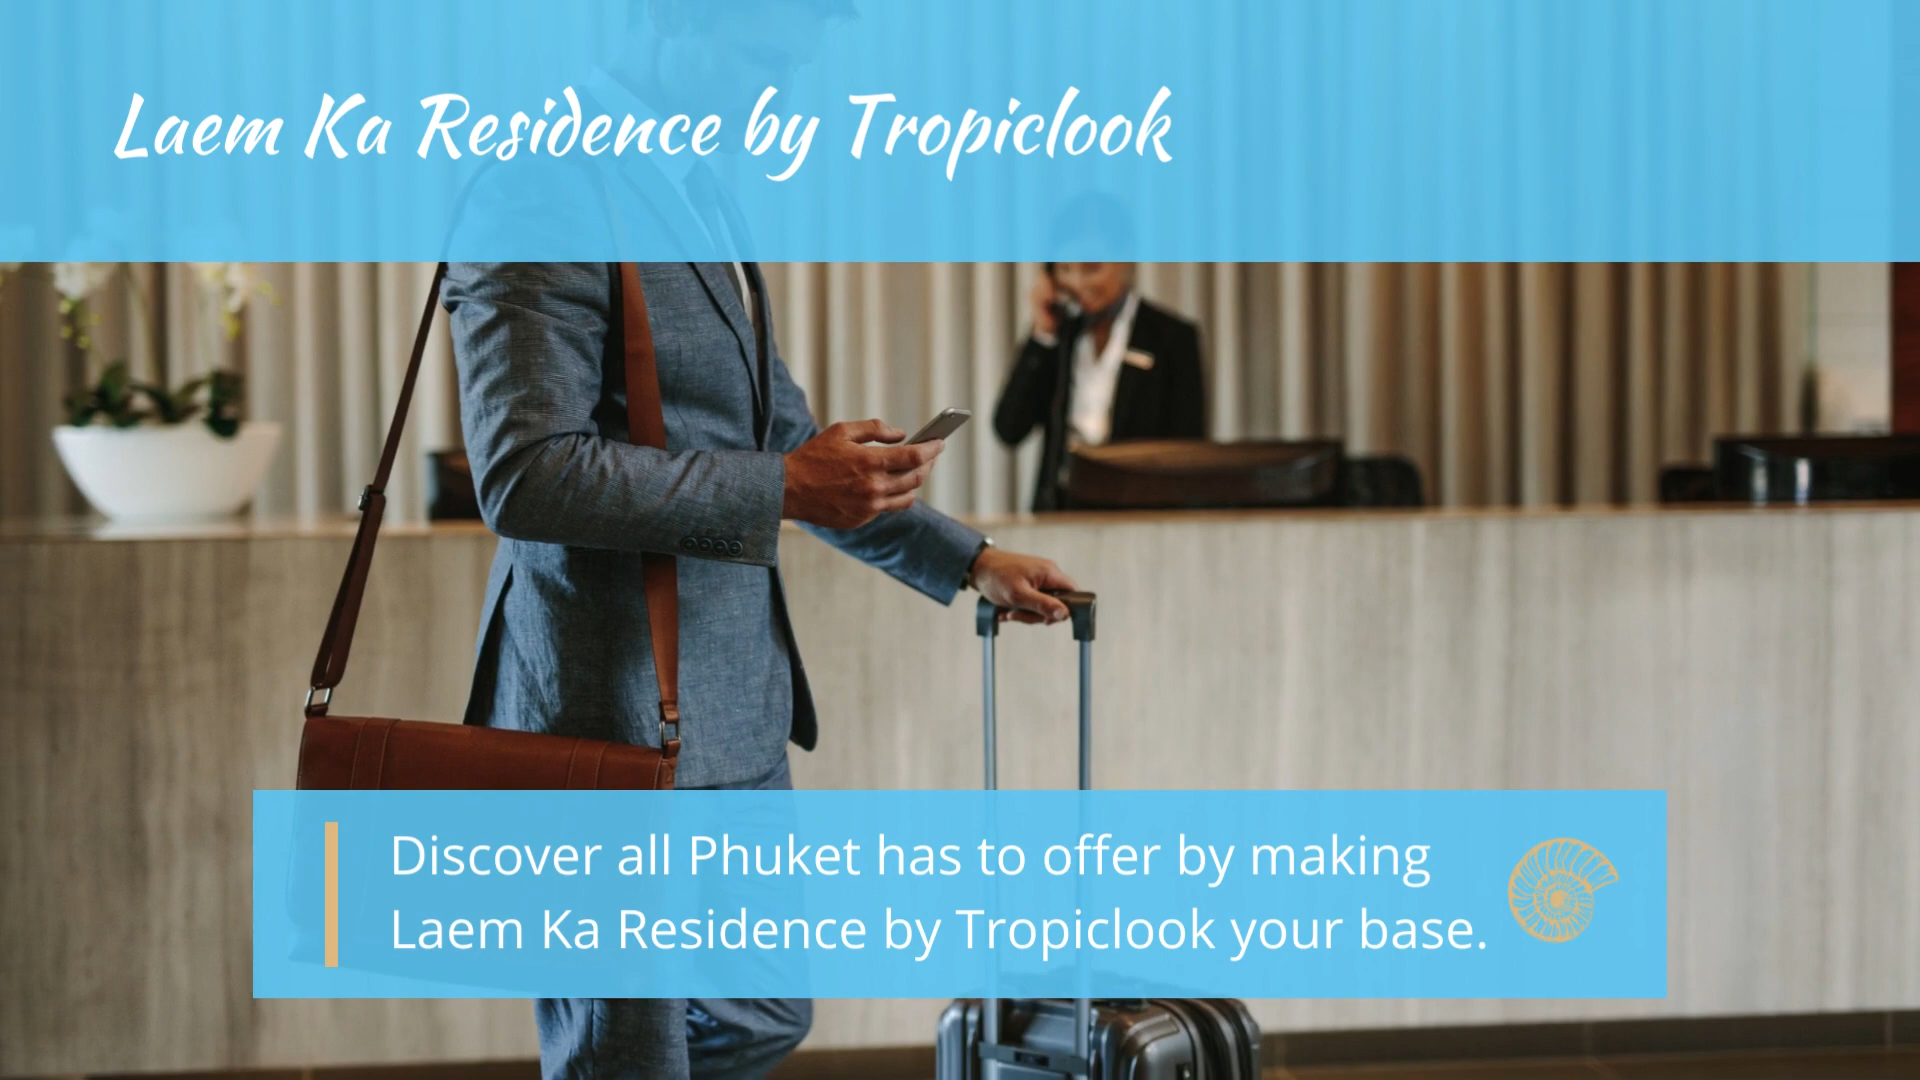 Laem Ka Residence by Tropiclook
Discover all Phuket has to offer by making
Laem Ka Residence by Tropiclook your base.